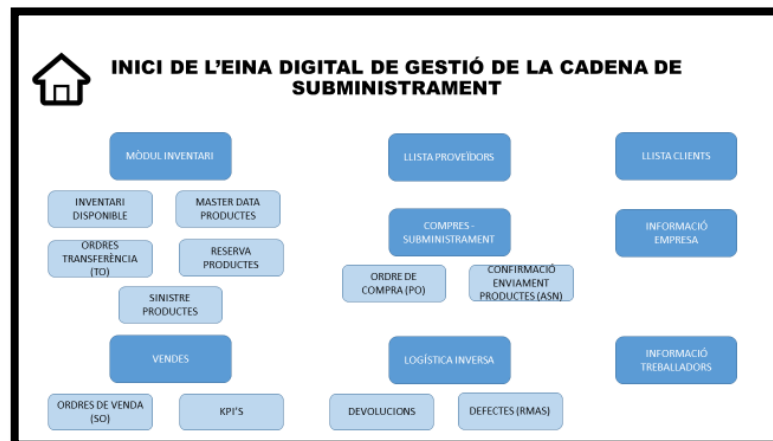 INICI DE L'EINA DIGITAL DE GESTIÓ DE LA CADENA DE
SUBMINISTRAMENT
MÒDUL INVENTARI
INVENTARI
DISPONIBLE
MASTER DATA
PRODUCTES
ORDRES
TRANSFERÈNCIA
(TO)
RESERVA
PRODUCTES
SINISTRE
PRODUCTES
LLISTA PROVEÏDORS
COMPRES -
SUBMINISTRAMENT
ORDRE DE
COMPRA (PO)
CONFIRMACIÓ
ENVIAMENT
PRODUCTES (ASN)
LLISTA CLIENTS
INFORMACIÓ
EMPRESA
VENDES
ORDRES DE VENDA
(SO)
KPI'S
LOGÍSTICA INVERSA
DEVOLUCIONS
DEFECTES (RMAS)
INFORMACIÓ
TREBALLADORS